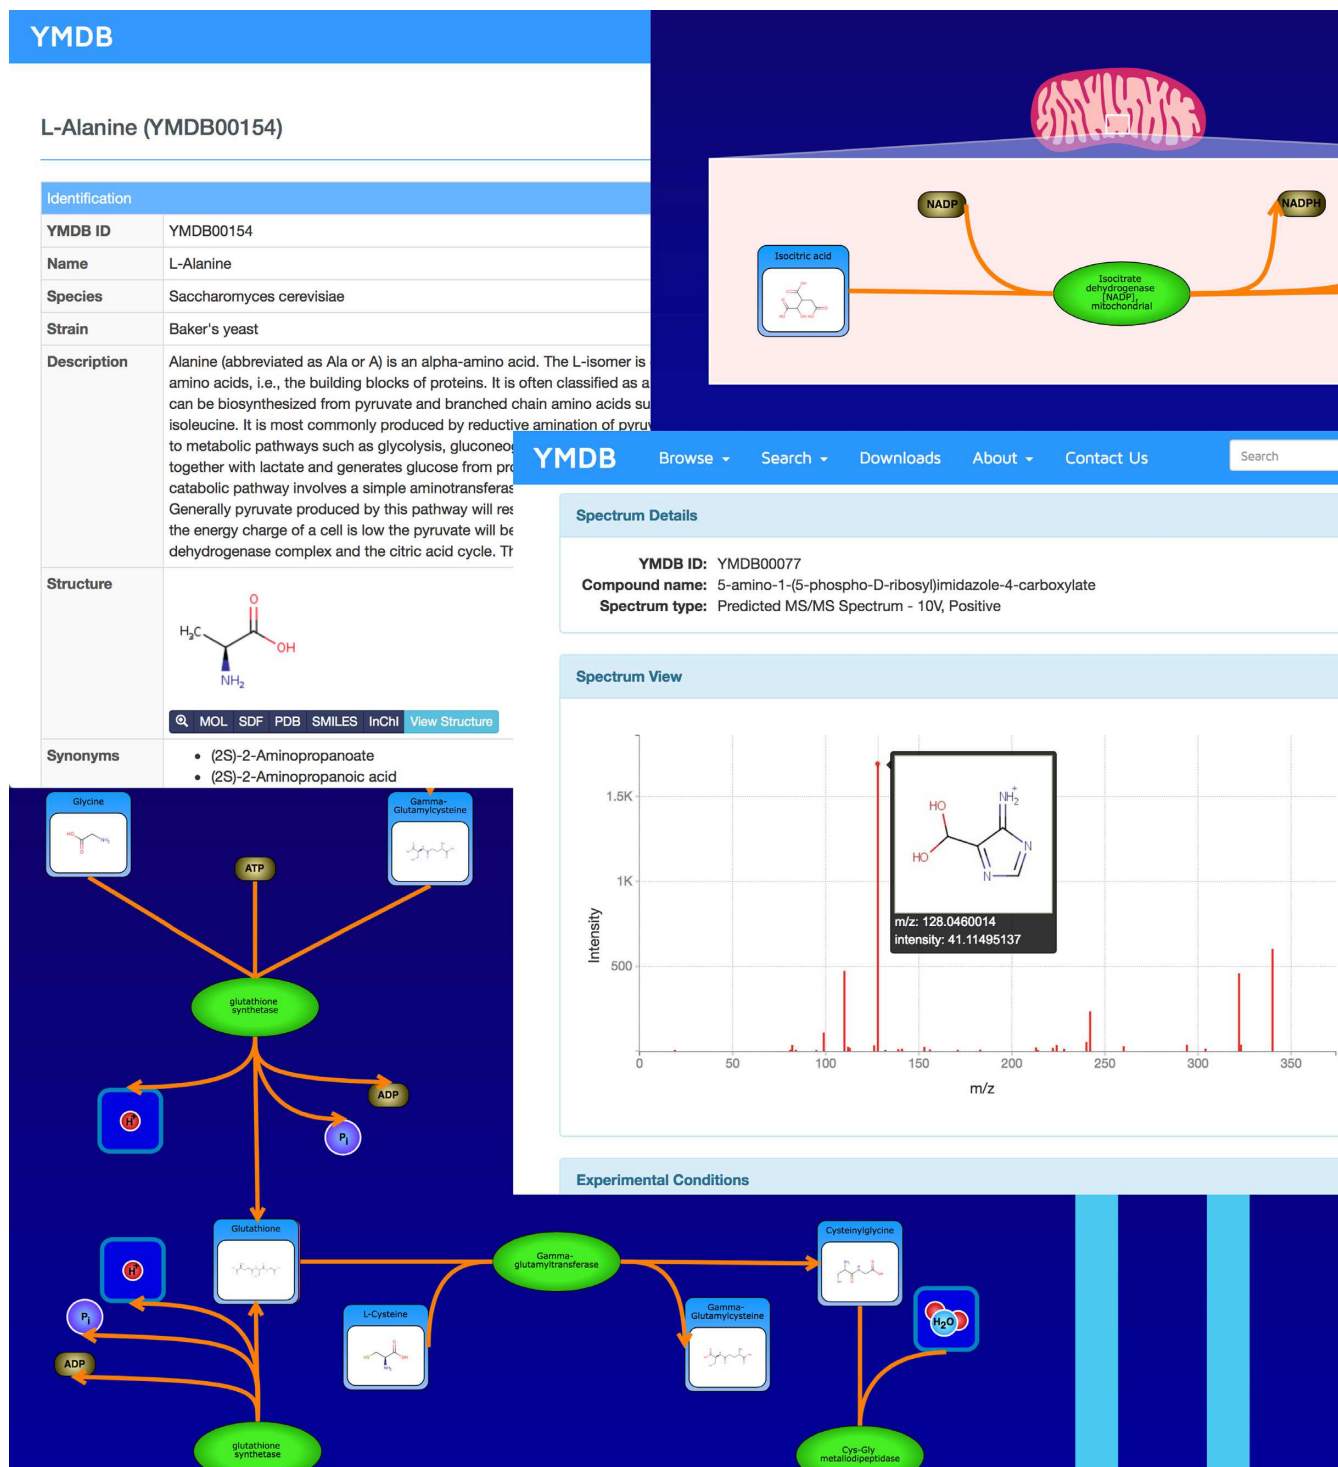 YMDB
L-Alanine (YMDB00154)
Identification
YMDB ID YMDB00154
Name L-Alanine
Species Saccharomyces cerevisiae
Strain Baker's yeast
Description Alanine (abbreviated as Ala or A) is an alpha-amino acid. The L-isomer is
amino acids, i.e., the building blocks of proteins. It is often classified as a
can be biosynthesized from pyruvate and branched chain amino acids su
isoleucine. It is most commonly produced by reductive amination of pyruv
to metabolic pathways such as glycolysis, gluconeo
together with lactate and generates glucose from pro
catabolic pathway involves a simple aminotransferas
Generally pyruvate produced by this pathway will res
the energy charge of a cell is low the pyruvate will be
dehydrogenase complex and the citric acid cycle. Th
Structure
O
H₃C
OH
NH₂
MOL SDF PDB SMILES InChI View Structure
Synonyms
• (2S)-2-Aminopropanoate
• (2S)-2-Aminopropanoic acid
NADP
NADPH
Isocitric acid
Isocitrate
dehydrogenase
[NADP],
mitochondrial
YMDB Browse Search Downloads About Contact Us Search
Spectrum Details
YMDB ID: YMDB00077
Compound name: 5-amino-1-(5-phospho-D-ribosyl)imidazole-4-carboxylate
Spectrum type: Predicted MS/MS Spectrum - 10V, Positive
Spectrum View
1.5K
1K
500
Intensity
HO
HO
NH₂⁺
N
N
m/z: 128.0460014
intensity: 41.11495137
0 50 100 150 200 250 300 350
m/z
Experimental Conditions
Glycine
Gamma-
Glutamylcysteine
ATP
glutathione
synthetase
H⁺
Pi
ADP
Glutathione
H⁺
Pi
ADP
glutathione
synthetase
L-Cysteine
Gamma-
glutamyltransferase
Gamma-
Glutamylcysteine
Cysteinylglycine
H₂O
Cys-Gly
metallodipeptidase